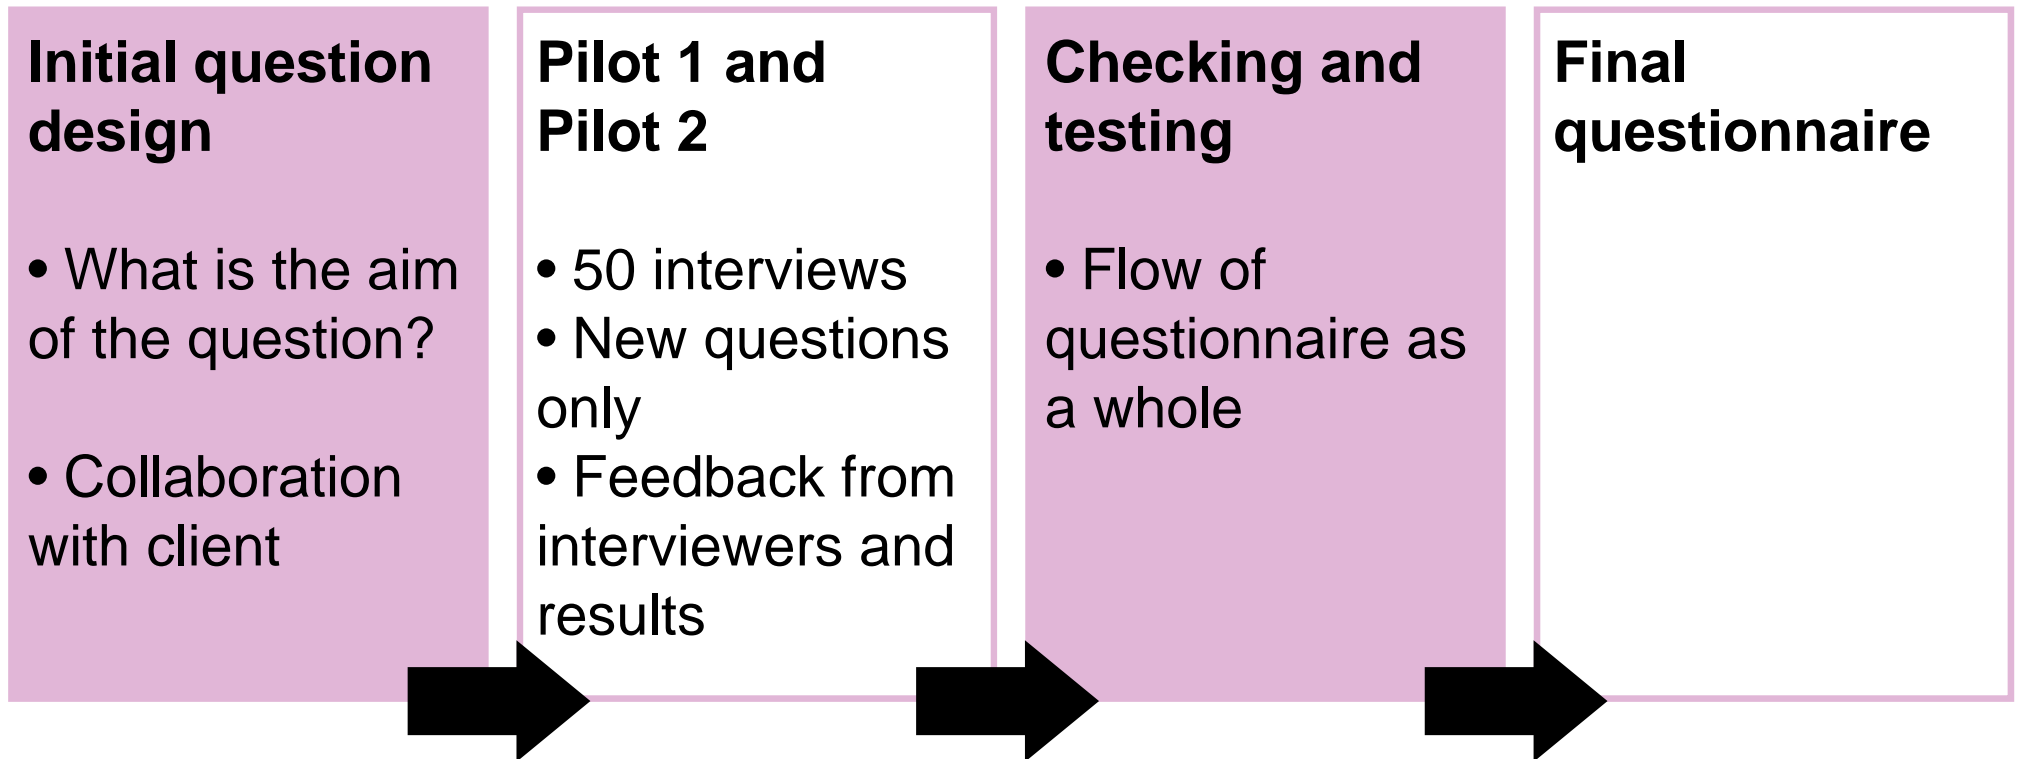 Initial question
design
• What is the aim
of the question?
• Collaboration
with client
Pilot 1 and
Pilot 2
• 50 interviews
• New questions
only
• Feedback from
interviewers and
results
Checking and
testing
• Flow of
questionnaire as
a whole
Final
questionnaire